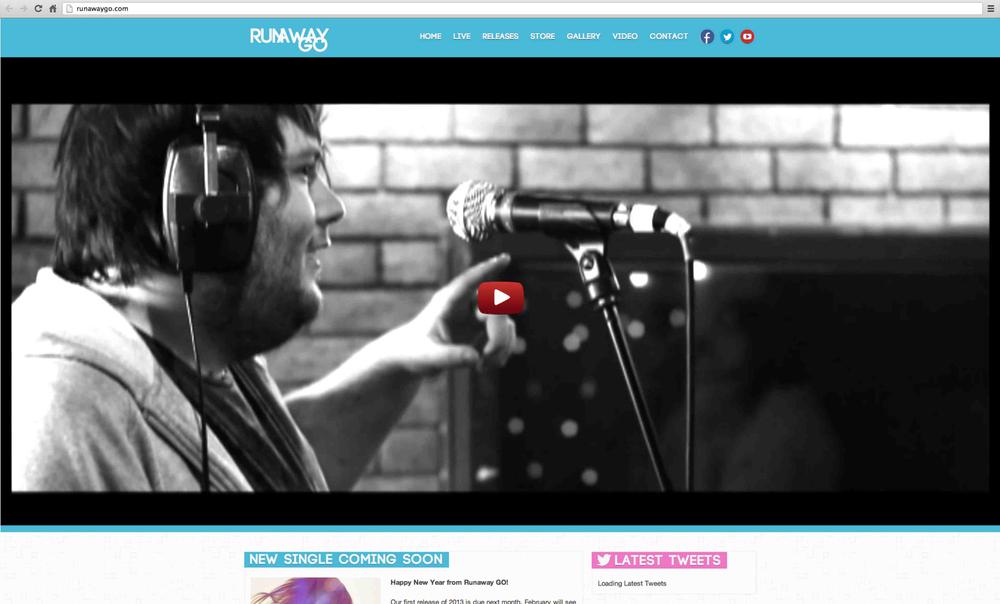 runawaygo.com
RUNAWAY
GO
HOME LIVE RELEASES STORE GALLERY VIDEO CONTACT
NEW SINGLE COMING SOON
LATEST TWEETS
Happy New Year from Runaway GO!
Loading Latest Tweets
Our first release of 2013 is due next month. February will see